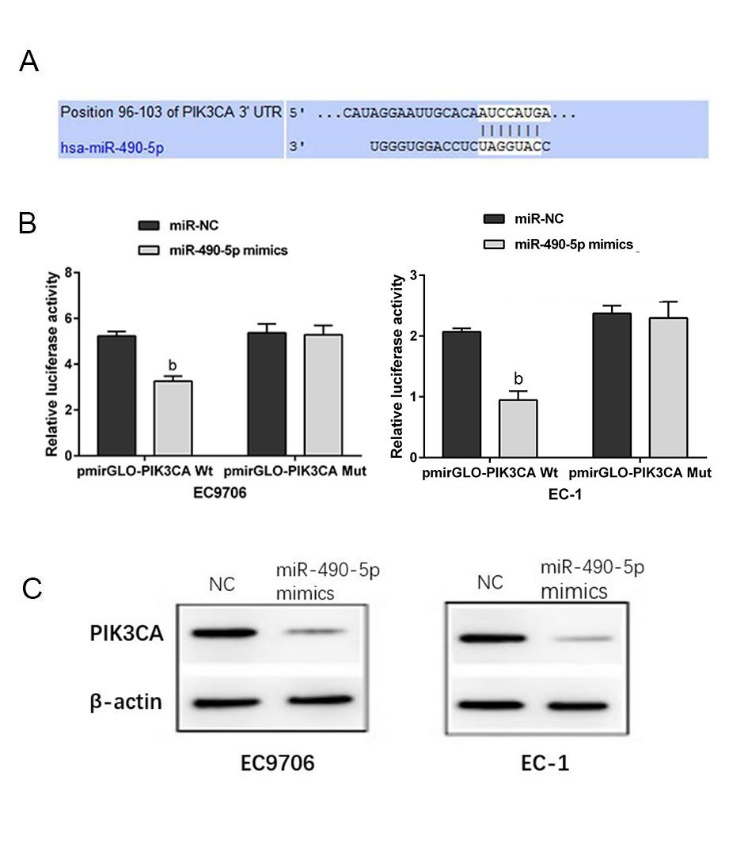 A
Position 96-103 of PIK3CA 3' UTR 5' ...CAUAGGAAUUGCACAAUCCAUGA...
hsa-miR-490-5p 3' UGGGUGGACCUCUAGGUACC
B
miR-NC
miR-490-5p mimics
Relative luciferase activity
8
6
4
2
0
b
pmirGLO-PIK3CA Wt pmirGLO-PIK3CA Mut
EC9706
miR-NC
miR-490-5p mimics
Relative luciferase activity
3
2
1
0
b
pmirGLO-PIK3CA Wt pmirGLO-PIK3CA Mut
EC-1
C
NC miR-490-5p
mimics
NC miR-490-5p
mimics
PIK3CA
β-actin
EC9706
EC-1